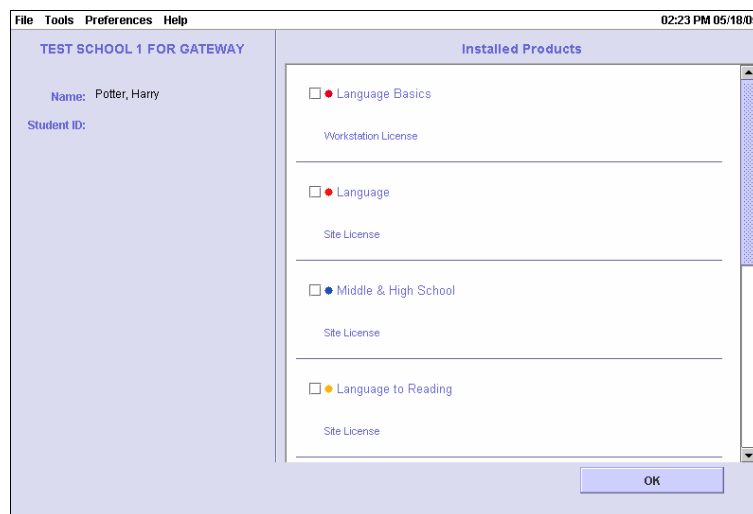 File Tools Preferences Help 02:23 PM 05/18/0
TEST SCHOOL 1 FOR GATEWAY
Name: Potter, Harry
Student ID:
Installed Products
Language Basics
Workstation License
Language
Site License
Middle & High School
Site License
Language to Reading
Site License
OK